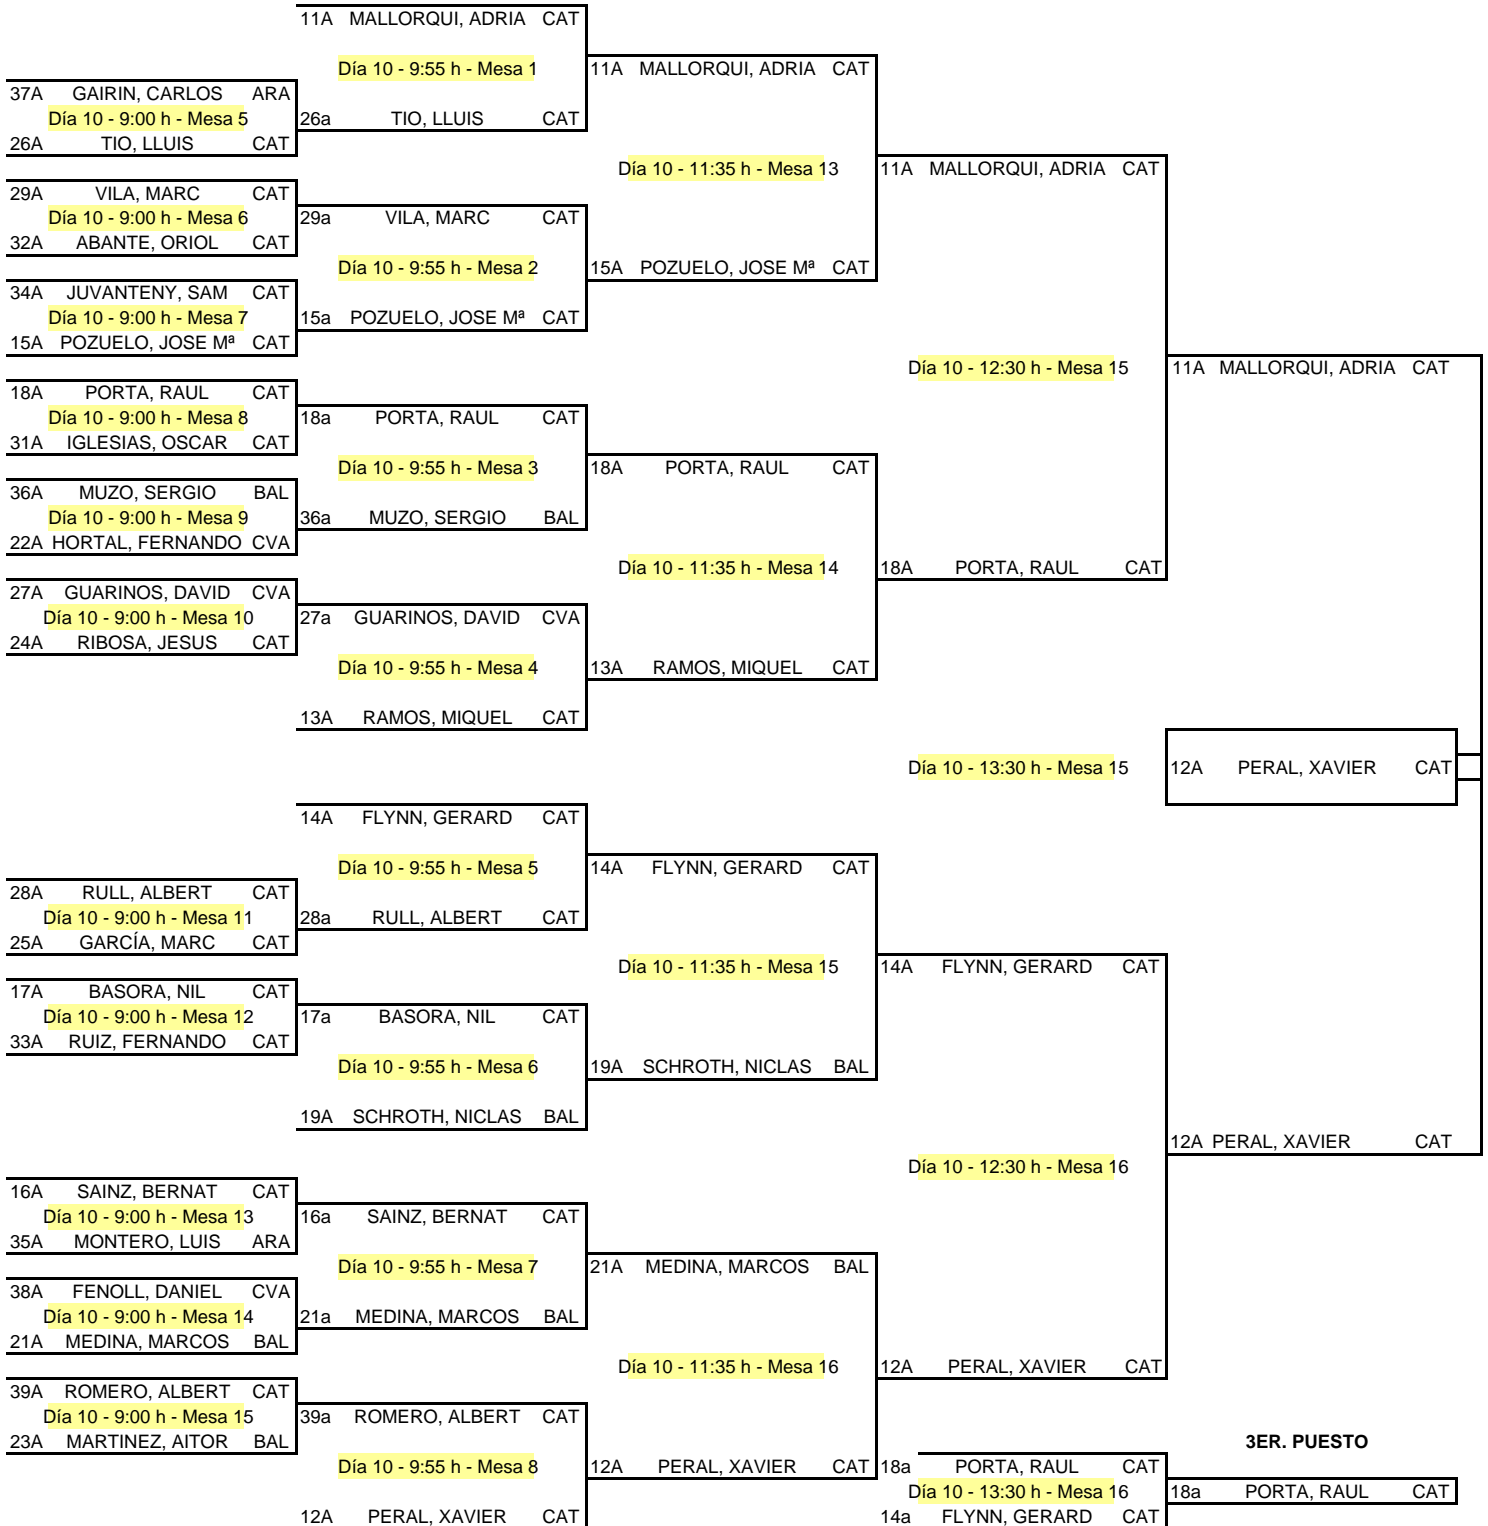 11A MALLORQUI, ADRIA CAT
Día 10 - 9:55 h - Mesa 1
11A MALLORQUI, ADRIA CAT
37A GAIRIN, CARLOS ARA
Día 10 - 9:00 h - Mesa 5
26a TIO, LLUIS CAT
26A TIO, LLUIS CAT
Día 10 - 11:35 h - Mesa 13
11A MALLORQUI, ADRIA CAT
29A VILA, MARC CAT
Día 10 - 9:00 h - Mesa 6
29a VILA, MARC CAT
32A ABANTE, ORIOL CAT
Día 10 - 9:55 h - Mesa 2
15A POZUELO, JOSE Mª CAT
34A JUVANTENY, SAM CAT
Día 10 - 9:00 h - Mesa 7
15a POZUELO, JOSE Mª CAT
15A POZUELO, JOSE Mª CAT
Día 10 - 12:30 h - Mesa 15
11A MALLORQUI, ADRIA CAT
18A PORTA, RAUL CAT
Día 10 - 9:00 h - Mesa 8
18a PORTA, RAUL CAT
31A IGLESIAS, OSCAR CAT
Día 10 - 9:55 h - Mesa 3
18A PORTA, RAUL CAT
36A MUZO, SERGIO BAL
Día 10 - 9:00 h - Mesa 9
36a MUZO, SERGIO BAL
22A HORTAL, FERNANDO CVA
Día 10 - 11:35 h - Mesa 14
18A PORTA, RAUL CAT
27A GUARINOS, DAVID CVA
Día 10 - 9:00 h - Mesa 10
27a GUARINOS, DAVID CVA
24A RIBOSA, JESUS CAT
Día 10 - 9:55 h - Mesa 4
13A RAMOS, MIQUEL CAT
13A RAMOS, MIQUEL CAT
Día 10 - 13:30 h - Mesa 15
12A PERAL, XAVIER CAT
14A FLYNN, GERARD CAT
Día 10 - 9:55 h - Mesa 5
14A FLYNN, GERARD CAT
28A RULL, ALBERT CAT
Día 10 - 9:00 h - Mesa 11
28a RULL, ALBERT CAT
25A GARCÍA, MARC CAT
Día 10 - 11:35 h - Mesa 15
14A FLYNN, GERARD CAT
17A BASORA, NIL CAT
Día 10 - 9:00 h - Mesa 12
17a BASORA, NIL CAT
33A RUIZ, FERNANDO CAT
Día 10 - 9:55 h - Mesa 6
19A SCHROTH, NICLAS BAL
19A SCHROTH, NICLAS BAL
12A PERAL, XAVIER CAT
Día 10 - 12:30 h - Mesa 16
16A SAINZ, BERNAT CAT
Día 10 - 9:00 h - Mesa 13
16a SAINZ, BERNAT CAT
35A MONTERO, LUIS ARA
Día 10 - 9:55 h - Mesa 7
21A MEDINA, MARCOS BAL
38A FENOLL, DANIEL CVA
Día 10 - 9:00 h - Mesa 14
21a MEDINA, MARCOS BAL
21A MEDINA, MARCOS BAL
Día 10 - 11:35 h - Mesa 16
12A PERAL, XAVIER CAT
39A ROMERO, ALBERT CAT
Día 10 - 9:00 h - Mesa 15
39a ROMERO, ALBERT CAT
23A MARTINEZ, AITOR BAL
3ER. PUESTO
Día 10 - 9:55 h - Mesa 8
12A PERAL, XAVIER CAT
18a PORTA, RAUL CAT
Día 10 - 13:30 h - Mesa 16
18a PORTA, RAUL CAT
12A PERAL, XAVIER CAT
14a FLYNN, GERARD CAT